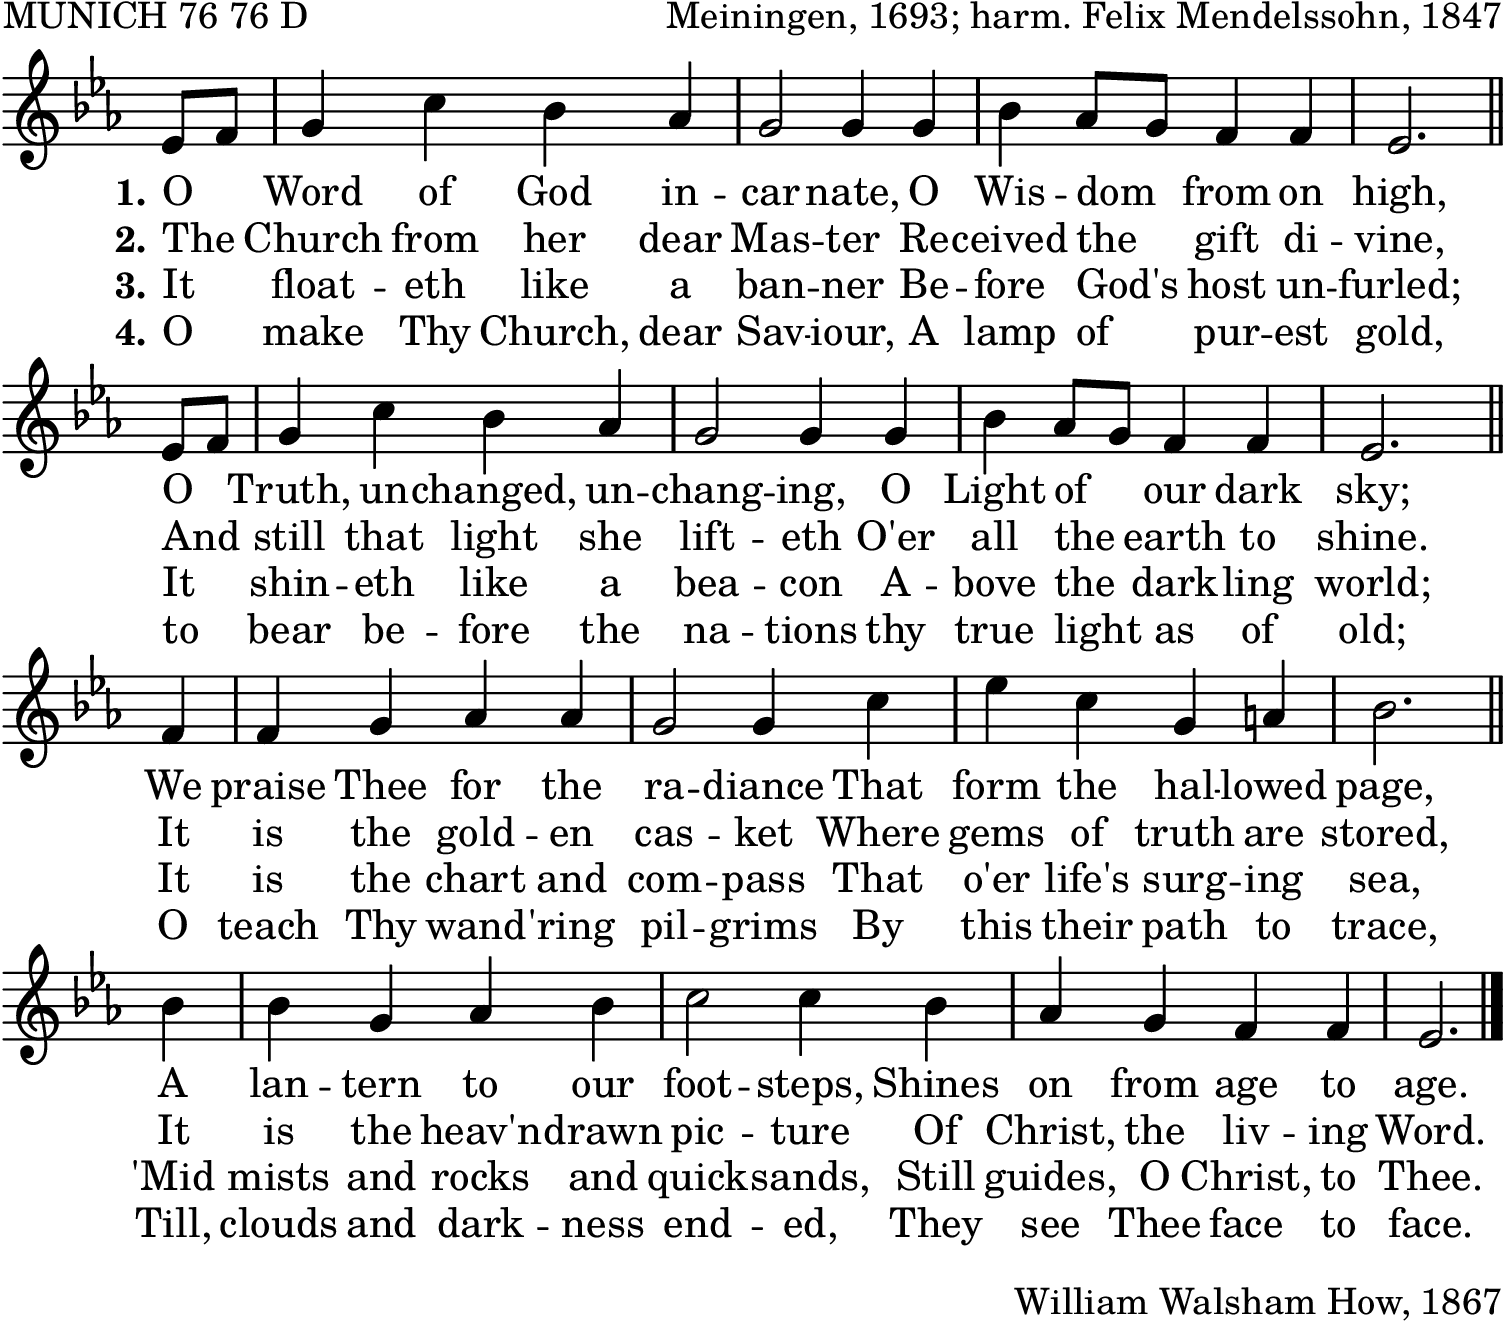 MUNICH 76 76 D
Meiningen, 1693; harm. Felix Mendelssohn, 1847
1. O Word of God in - car - nate, O Wis - dom from on high,
2. The Church from her dear Mas - ter Received the gift di - vine,
3. It float - eth like a ban - ner Be - fore God's host un - furled;
4. O make Thy Church, dear Sav - iour, A lamp of pur - est gold,
O Truth, unchanged, un - chang - ing, O Light of our dark sky;
And still that light she lift - eth O'er all the earth to shine.
It shin - eth like a bea - con A - bove the darkling world;
to bear be - fore the na - tions thy true light as of old;
We praise Thee for the ra - diance That form the hal - lowed page,
It is the gold - en cas - ket Where gems of truth are stored,
It is the chart and com - pass That o'er life's surg - ing sea,
O teach Thy wand'ring pil - grims By this their path to trace,
A lan - tern to our foot - steps, Shines on from age to age.
It is the heav'ndrawn pic - ture Of Christ, the liv - ing Word.
'Mid mists and rocks and quicksands, Still guides, O Christ, to Thee.
Till, clouds and dark - ness end - ed, They see Thee face to face.
William Walsham How, 1867